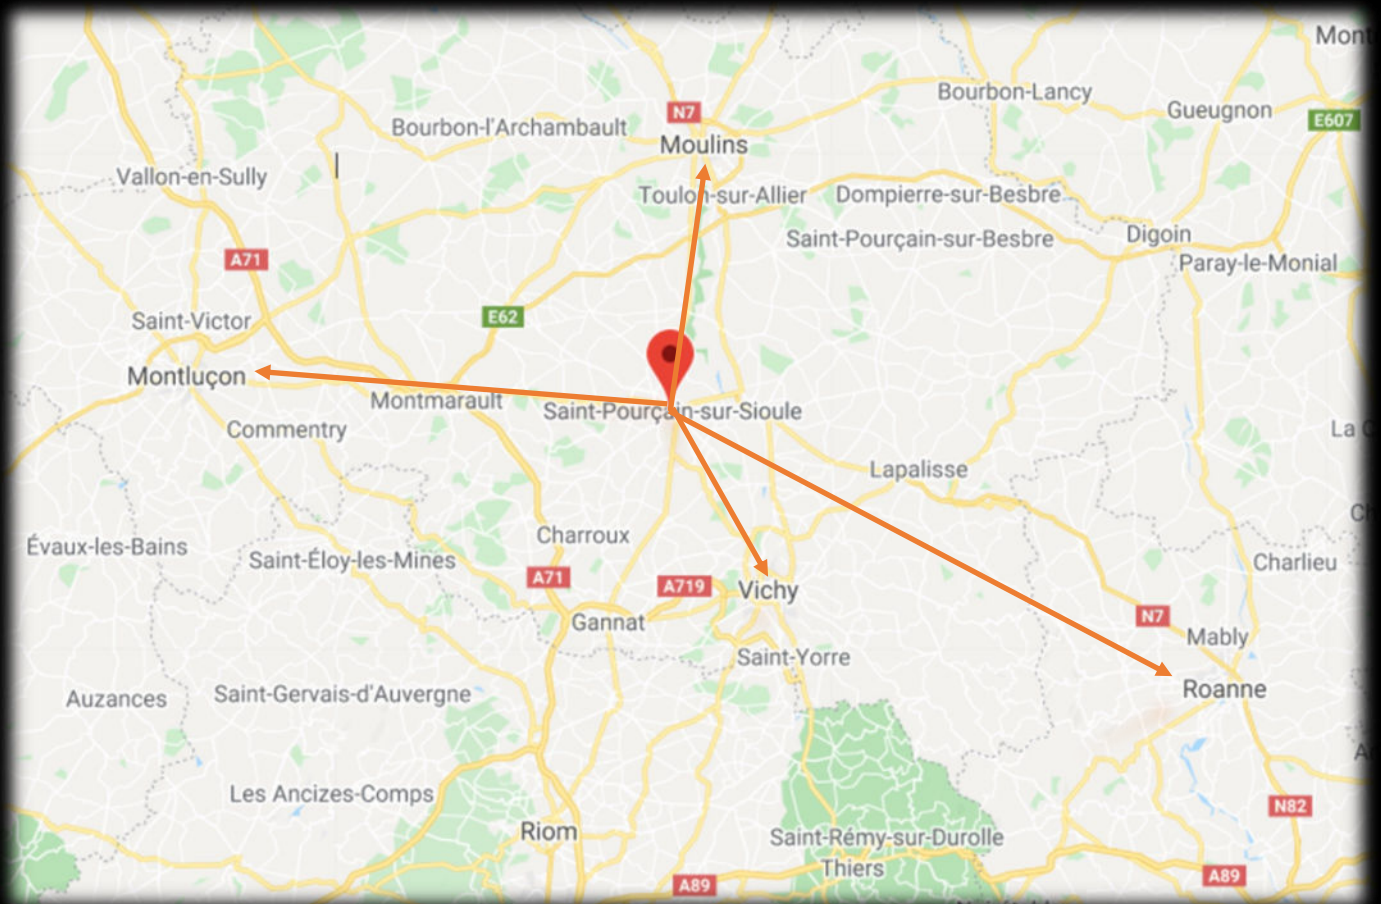 Mont
Bourbon-Lancy
Gueugnon
N7
E607
Bourbon-l'Archambault
Moulins
Vallon-en-Sully
Toulon-sur-Allier
Dompierre-sur-Besbre
Saint-Pourçain-sur-Besbre
Digoin
A71
Paray-le-Monial
Saint-Victor
E62
Montluçon
Montmarault
Saint-Pourçain-sur-Sioule
Commentry
La C
Lapalisse
Ch
Charroux
Évaux-les-Bains
Saint-Éloy-les-Mines
Charlieu
A71
A719
Vichy
N7
Gannat
Mably
Saint-Yorre
Roanne
Auzances
Saint-Gervais-d'Auvergne
A
Les Ancizes-Comps
N82
Riom
Saint-Rémy-sur-Durolle
Thiers
A89
A89